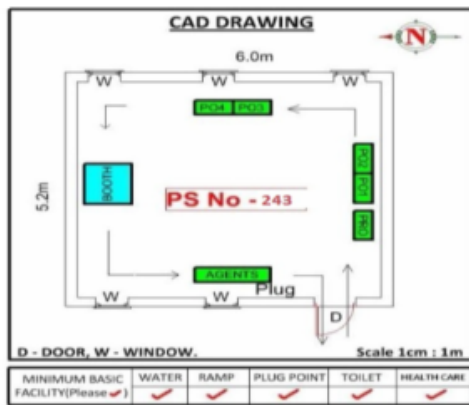 CAD DRAWING
N
6.0m
W W W
PO4 PO3
5.2m
BOOTH
PO2
PO1
PRO
PS No - 243
AGENTS
Plug
W W
D
D - DOOR, W - WINDOW. Scale 1cm : 1m
MINIMUM BASIC FACILITY(Please ✓) WATER RAMP PLUG POINT TOILET HEALTH CARE
✓ ✓ ✓ ✓ ✓